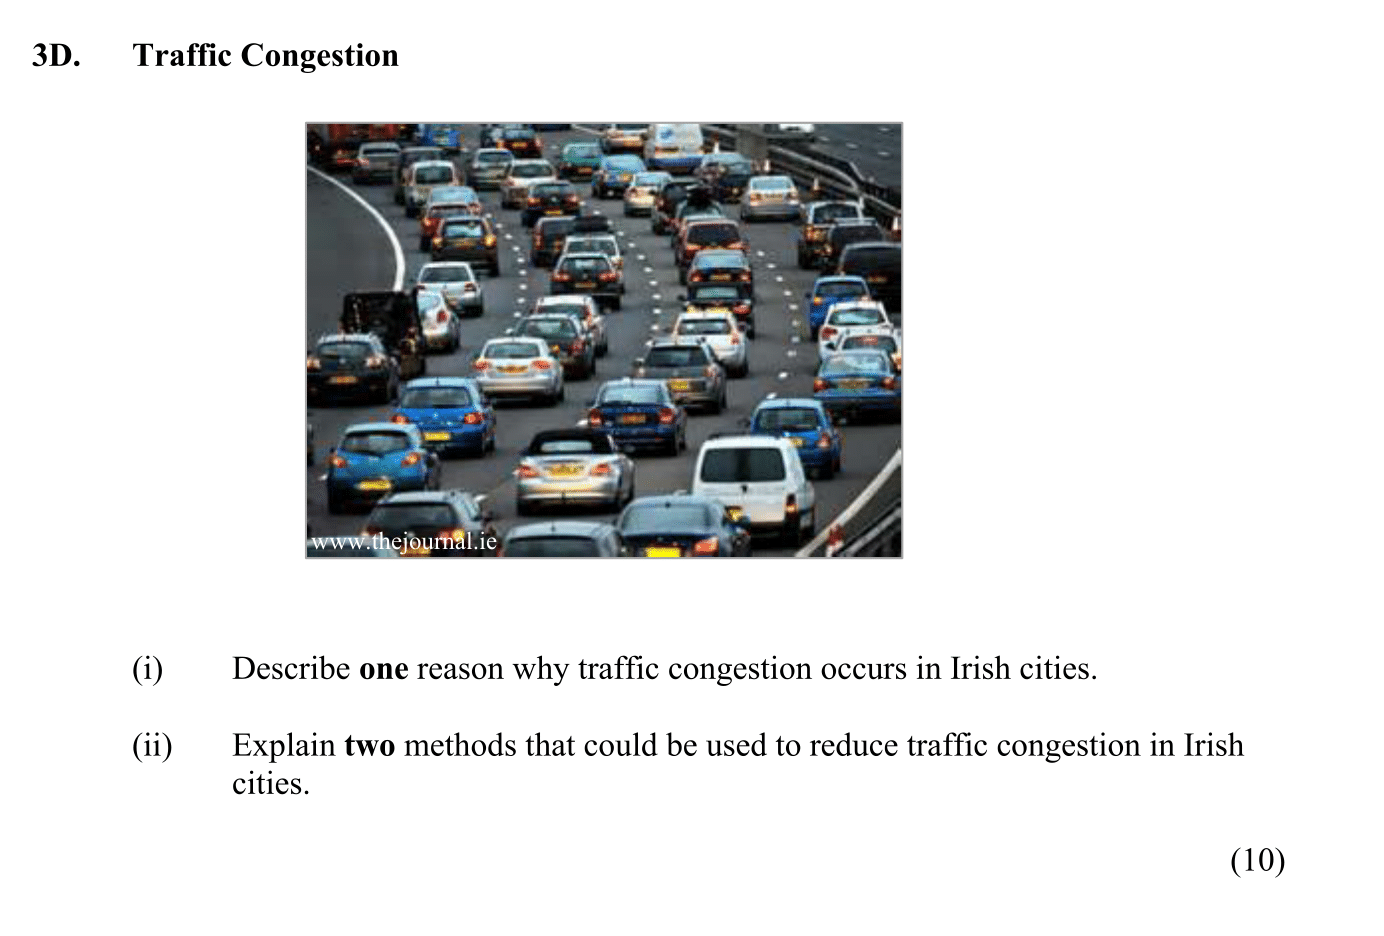 3D. Traffic Congestion
www.thejournal.ie
(i) Describe one reason why traffic congestion occurs in Irish cities.
(ii) Explain two methods that could be used to reduce traffic congestion in Irish
cities.
(10)